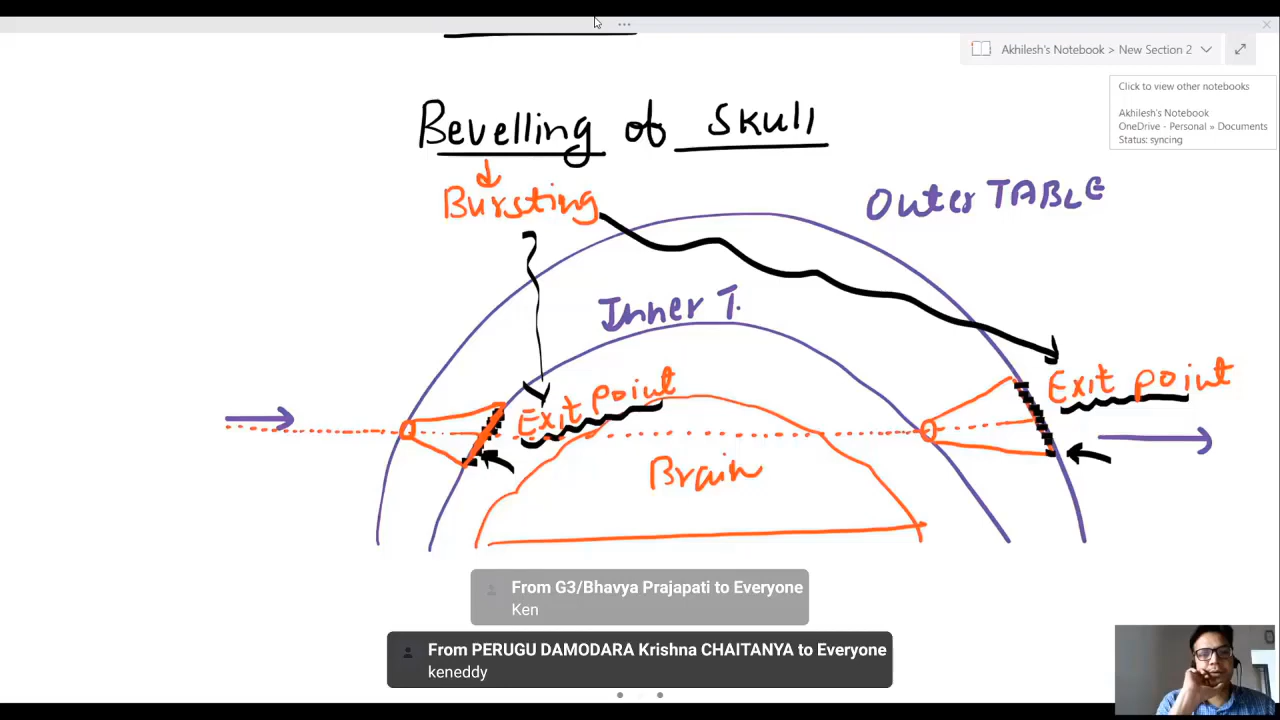 Akhilesh's Notebook > New Section 2
Click to view other notebooks
Akhilesh's Notebook
OneDrive - Personal » Documents
Status: syncing
Bevelling of Skull
Bursting
Outer TABLE
Inner T.
Exit point
Exit point
Brain
From G3/Bhavya Prajapati to Everyone
Ken
From PERUGU DAMODARA Krishna CHAITANYA to Everyone
keneddy